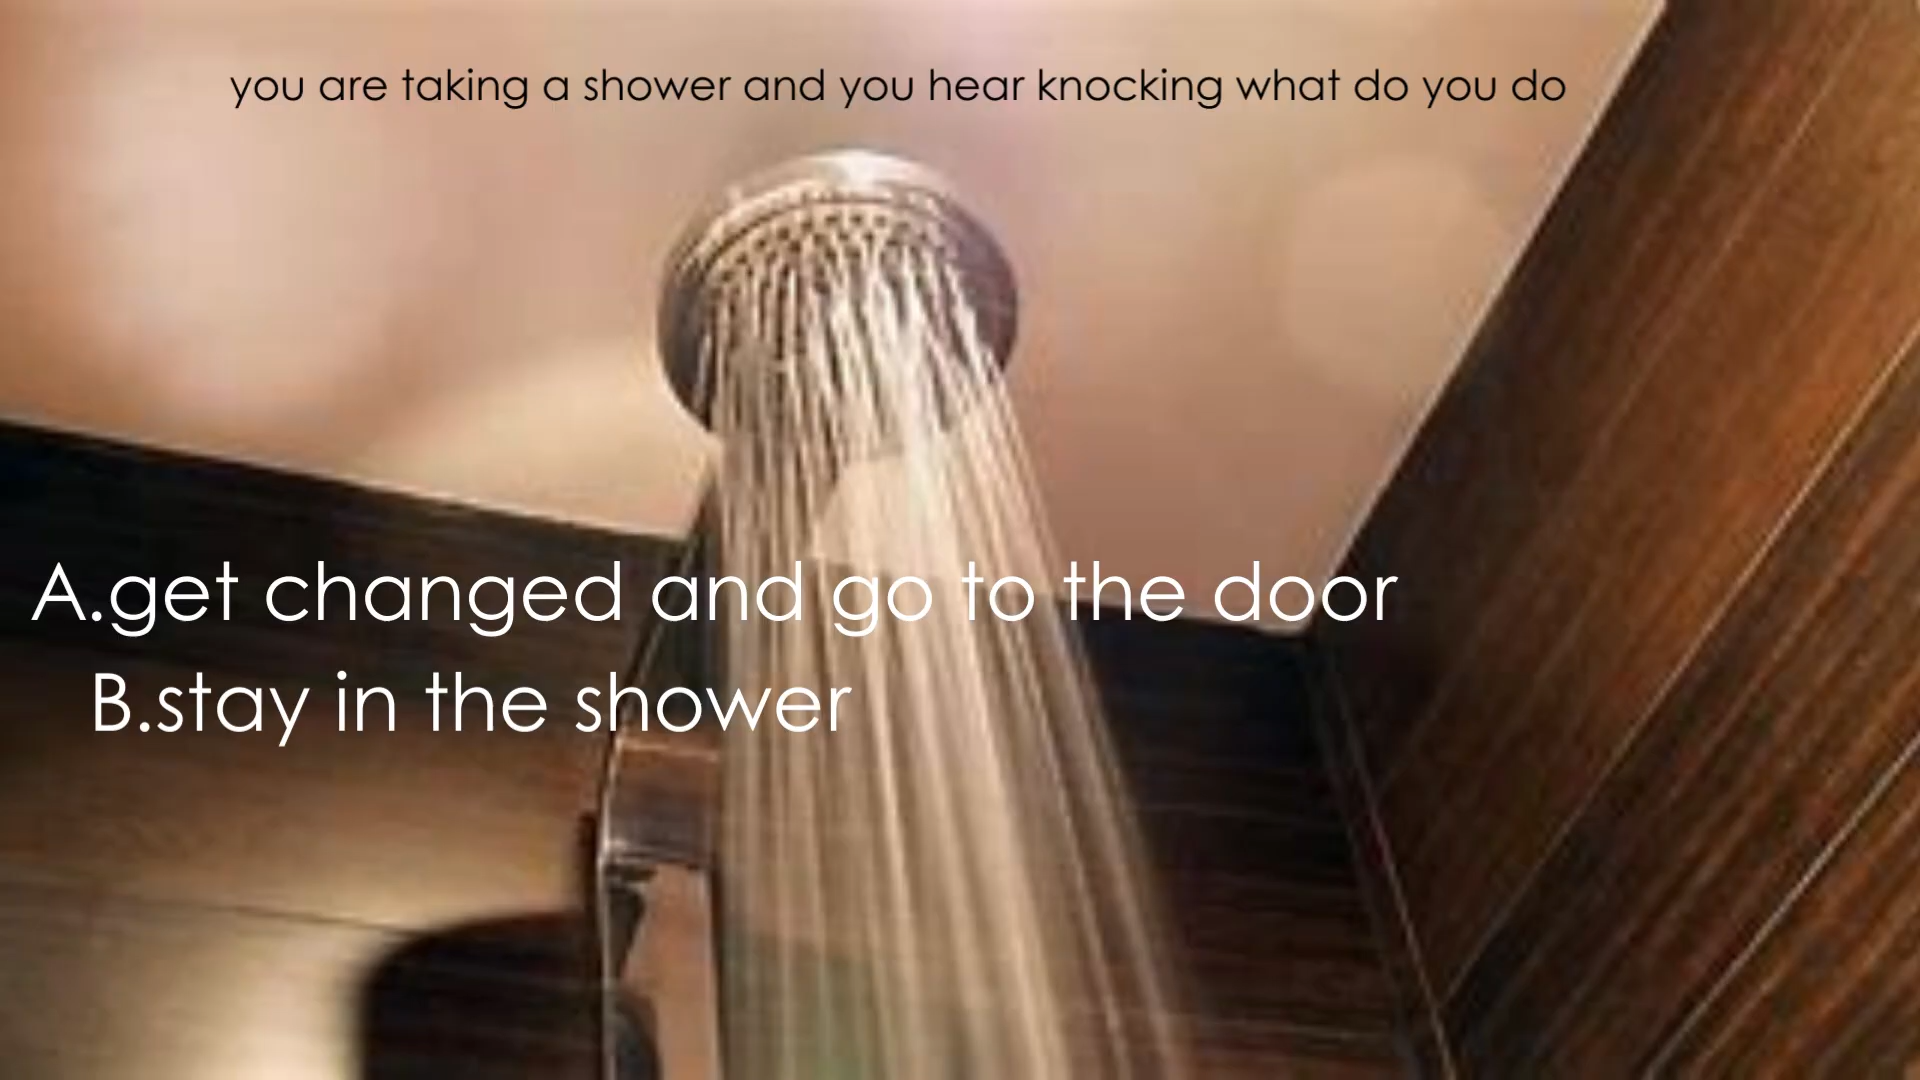 you are taking a shower and you hear knocking what do you do
A.get changed and go to the door
B.stay in the shower